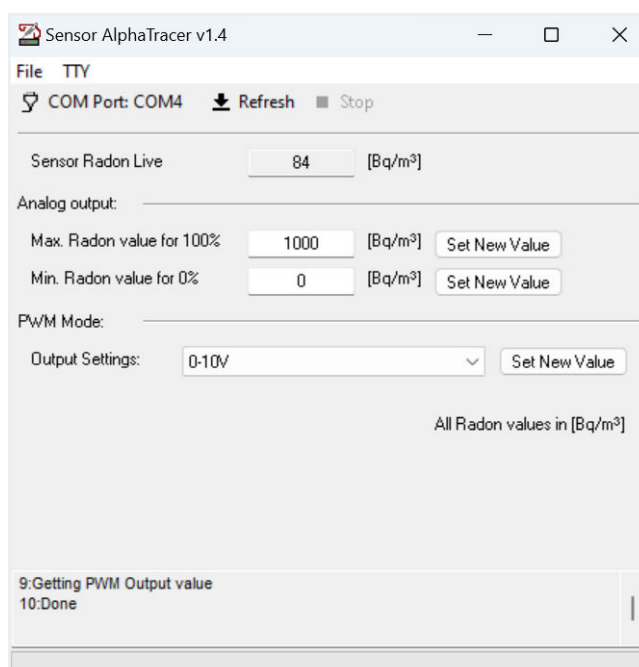 Sensor AlphaTracer v1.4
File TTY
COM Port: COM4 Refresh Stop
Sensor Radon Live 84 [Bq/m³]
Analog output:
Max. Radon value for 100% 1000 [Bq/m³] Set New Value
Min. Radon value for 0% 0 [Bq/m³] Set New Value
PWM Mode:
Output Settings: 0-10V Set New Value
All Radon values in [Bq/m³]
9:Getting PWM Output value
10:Done